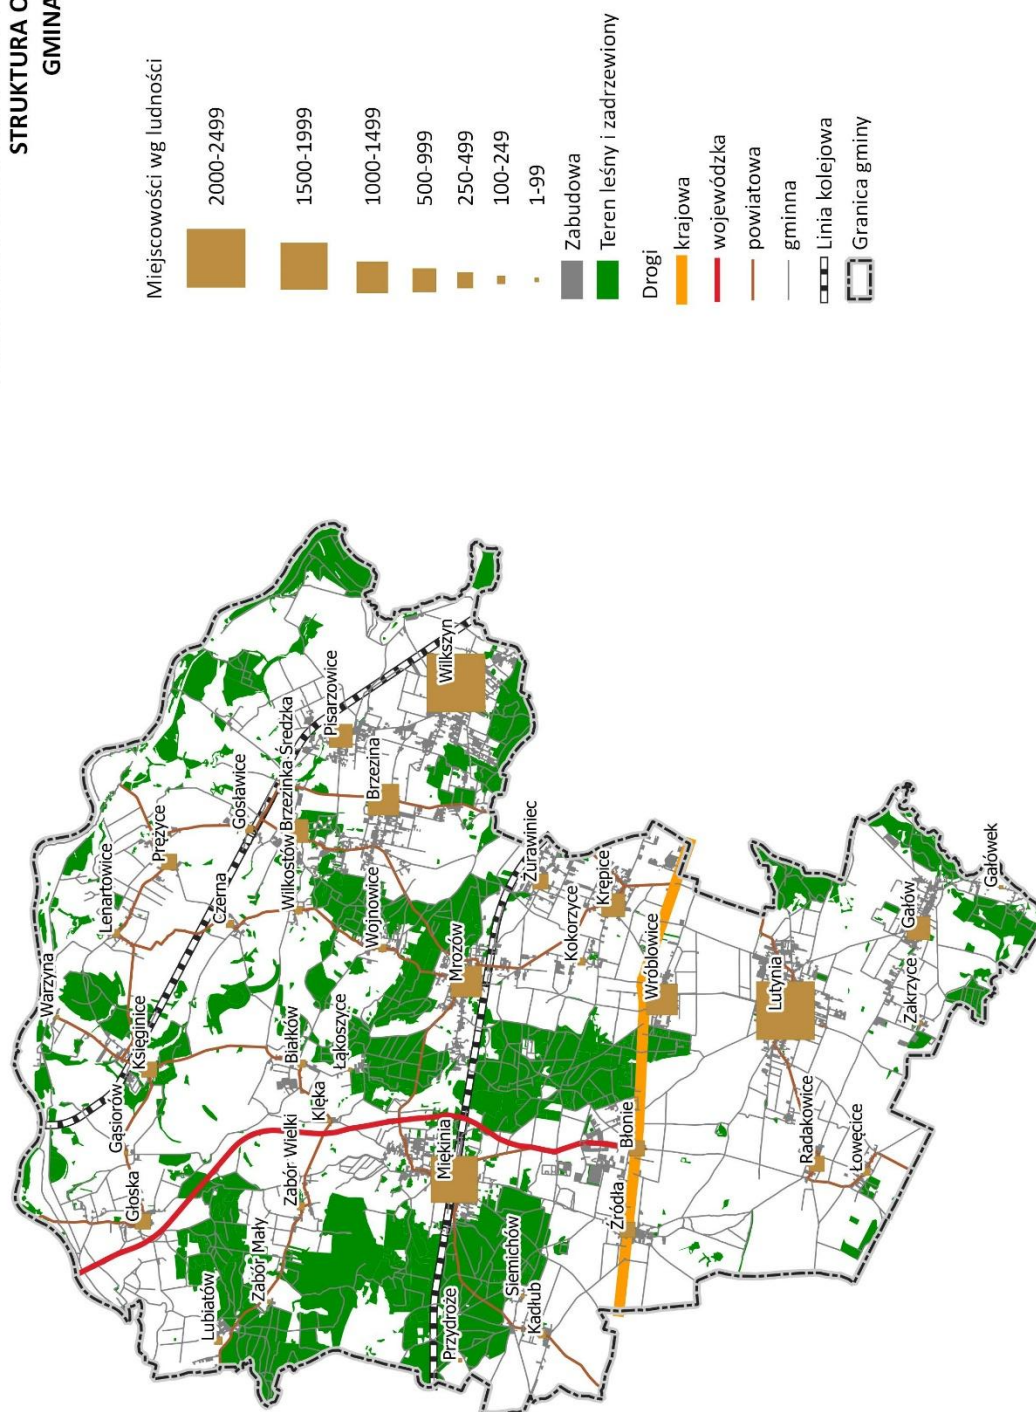 STRUKTURA
GMINA
Miejscowości wg ludności
2000-2499
1500-1999
1000-1499
500-999
250-499
100-249
1-99
Zabudowa
Teren leśny i zadrzewiony
Drogi
krajowa
wojewódzka
powiatowa
gminna
Linia kolejowa
Granica gminy
Warzyna
Lenartowice
Prężyce
Księginice
Gąsiorów
Głoska
Gosławice
Czerna
Brzezinka Średzka
Wilkostów
Pisarzowice
Białków
Klęka
Łąkoszyce
Zabór Wielki
Zabór Mały
Lubiatów
Wojnowice
Brzezina
Wilkszyn
Mrozów
Miękinia
Przydroże
Siemichów
Kadłub
Żurawiniec
Kokorzyce
Krępice
Wróblowice
Błonie
Źródła
Lutynia
Radakowice
Łowęcice
Zakrzyce
Gałów
Gałówek